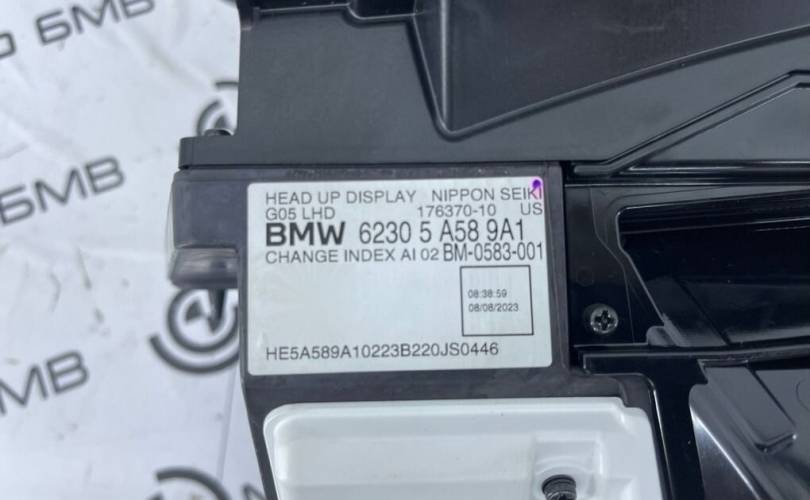 БМВ
БМВ
БМВ
БМВ
HEAD UP DISPLAY NIPPON SEIKI
G05 LHD 176370-10 US
BMW 6230 5 A58 9A1
CHANGE INDEX AI 02 BM-0583-001
08:38:59
08/08/2023
HE5A589A10223B220JS0446